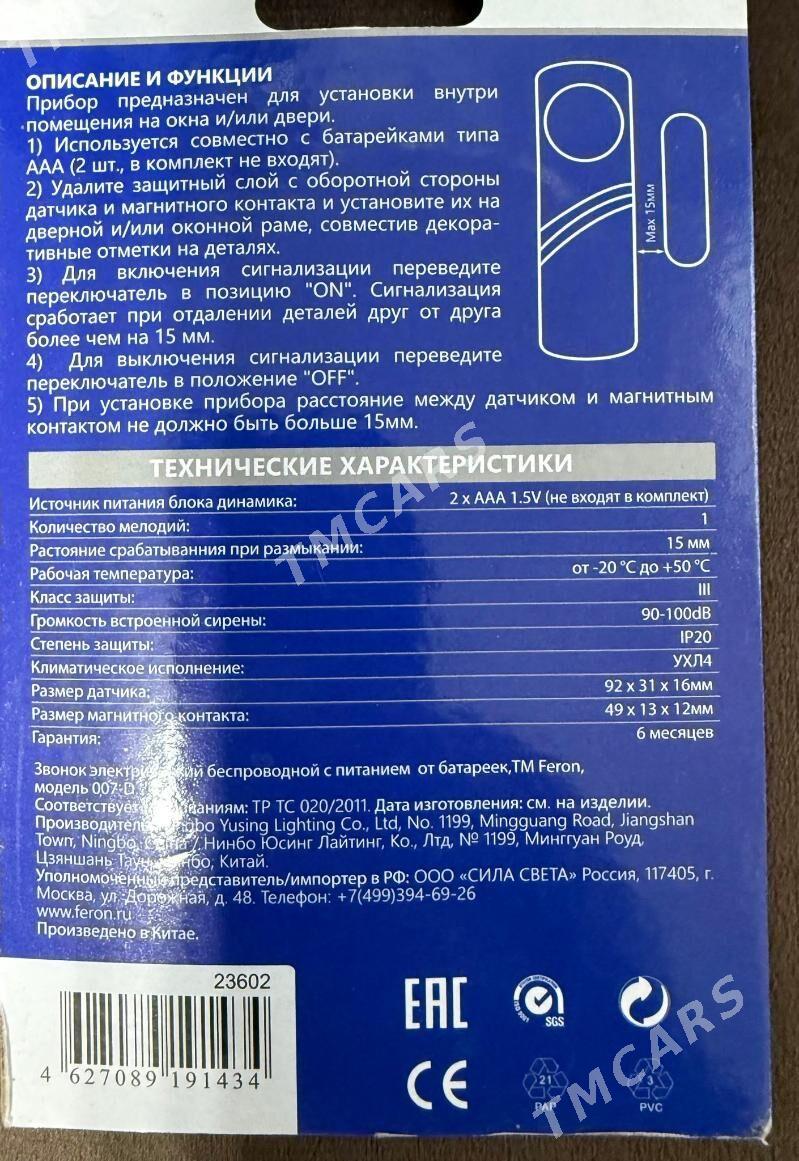 ОПИСАНИЕ И ФУНКЦИИ
Прибор предназначен для установки внутри
помещения на окна и/или двери.
1) Используется совместно с батарейками типа
ААА (2 шт., в комплект не входят).
2) Удалите защитный слой с оборотной стороны
датчика и магнитного контакта и установите их на
дверной и/или оконной раме, совместив декора-
тивные отметки на деталях.
3) Для включения сигнализации переведите
переключатель в позицию "ON". Сигнализация
сработает при отдалении деталей друг от друга
более чем на 15 мм.
4) Для выключения сигнализации переведите
переключатель в положение "OFF".
5) При установке прибора расстояние между датчиком и магнитным
контактом не должно быть больше 15мм.
Max 15мм
ТЕХНИЧЕСКИЕ ХАРАКТЕРИСТИКИ
Источник питания блока динамика: 2 x AAA 1.5V (не входят в комплект)
Количество мелодий: 1
Растояние срабатыванния при размыкании: 15 мм
Рабочая температура: от -20 °C до +50 °C
Класс защиты: III
Громкость встроенной сирены: 90-100dB
Степень защиты: IP20
Климатическое исполнение: УХЛ4
Размер датчика: 92 x 31 x 16мм
Размер магнитного контакта: 49 x 13 x 12мм
Гарантия: 6 месяцев
Звонок электрический беспроводной с питанием от батареек,ТМ Feron,
модель 007-D.
ТР ТС 020/2011. Дата изготовления: см. на изделии.
Yusing Lighting Co., Ltd, No. 1199, Mingguang Road, Jiangshan
Town, Ningbo, China / Нинбо Юсинг Лайтинг, Ко., Лтд, № 1199, Минггуан Роуд,
Цзяншань Таун, Нинбо, Китай.
Уполномоченный представитель/импортер в РФ: ООО «СИЛА СВЕТА» Россия, 117405, г.
Москва, ул. Дорожная, д. 48. Телефон: +7(499)394-69-26
www.feron.ru
Произведено в Китае.
23602
4 627089 191434
EAC
ISO 9001
SGS
CE
21
PAP
3
PVC
TMCARS
TMCARS